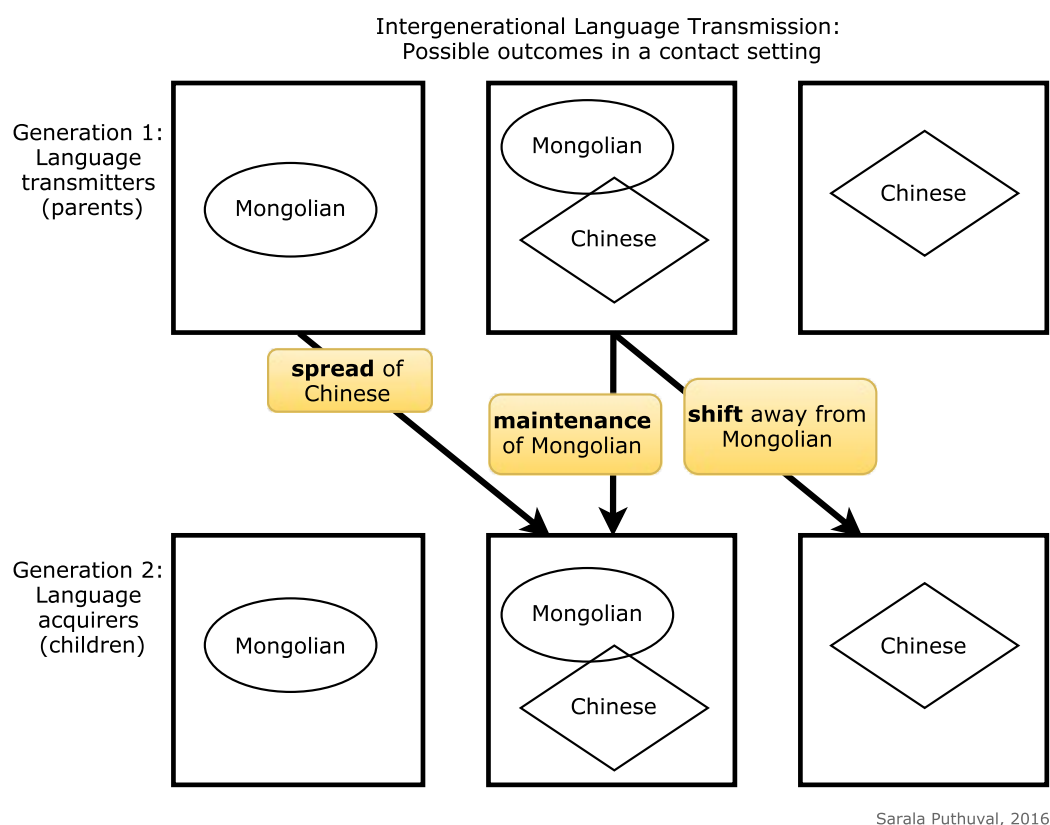 Intergenerational Language Transmission:
Possible outcomes in a contact setting
Generation 1:
Language
transmitters
(parents)
Mongolian
Mongolian
Chinese
Chinese
spread of
Chinese
maintenance
of Mongolian
shift away from
Mongolian
Generation 2:
Language
acquirers
(children)
Mongolian
Mongolian
Chinese
Chinese
Sarala Puthuval, 2016